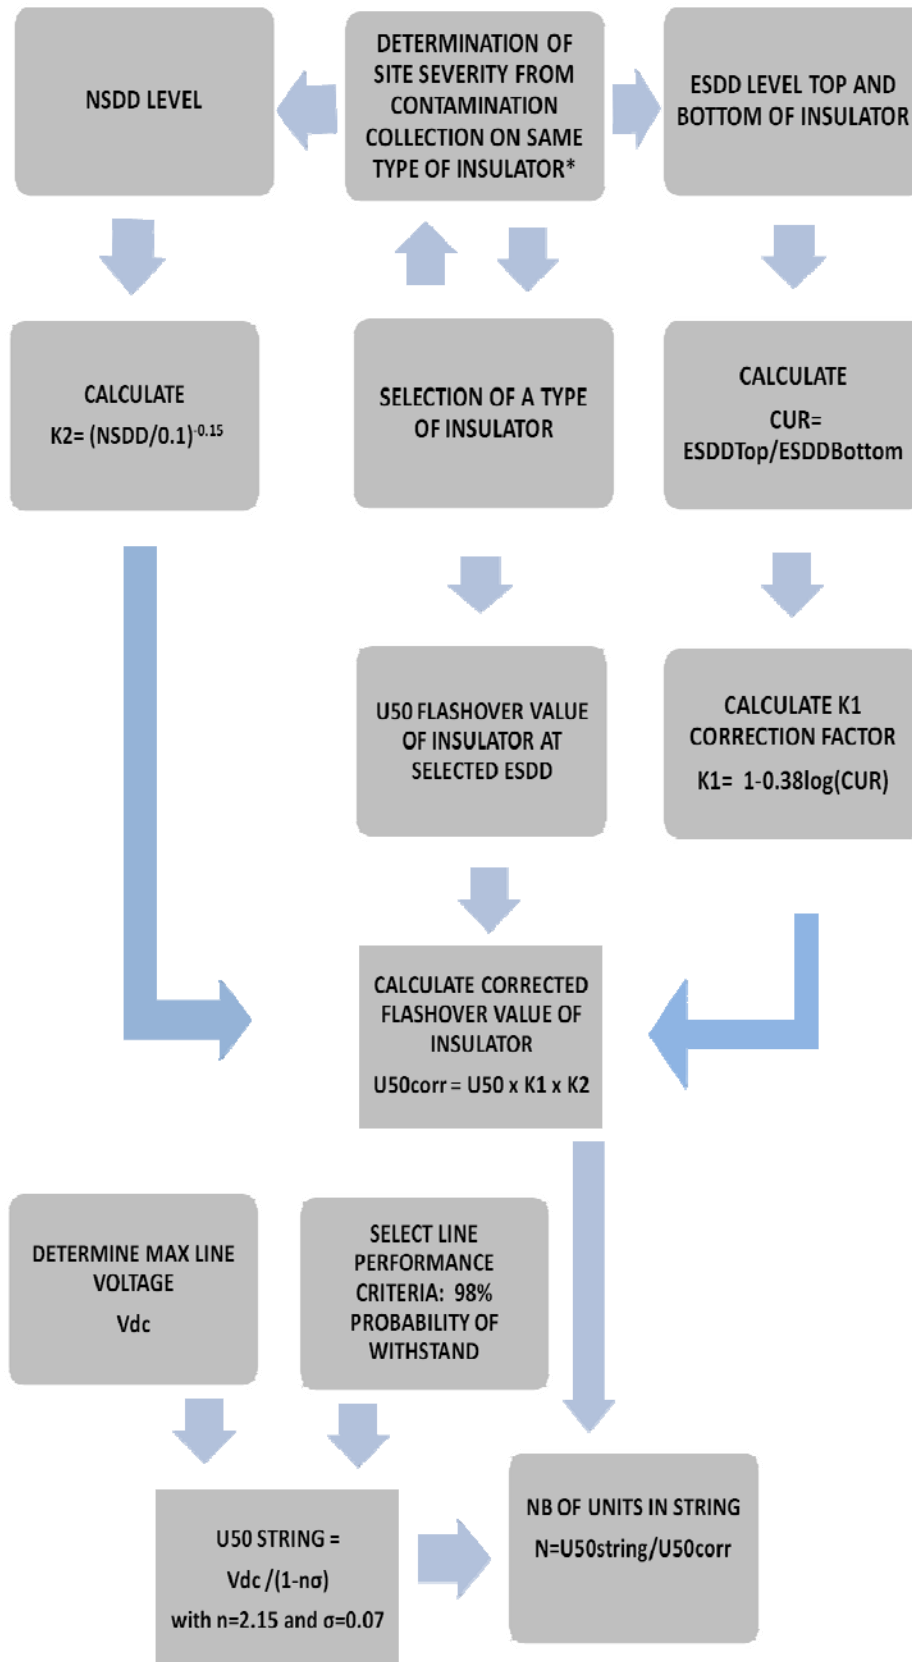 NSDD LEVEL
DETERMINATION OF
SITE SEVERITY FROM
CONTAMINATION
COLLECTION ON SAME
TYPE OF INSULATOR*
ESDD LEVEL TOP AND
BOTTOM OF INSULATOR
CALCULATE
K2= (NSDD/0.1)⁻⁰·¹⁵
SELECTION OF A TYPE
OF INSULATOR
CALCULATE
CUR=
ESDDTop/ESDDBottom
U50 FLASHOVER VALUE
OF INSULATOR AT
SELECTED ESDD
CALCULATE K1
CORRECTION FACTOR
K1= 1-0.38log(CUR)
CALCULATE CORRECTED
FLASHOVER VALUE OF
INSULATOR
U50corr = U50 x K1 x K2
DETERMINE MAX LINE
VOLTAGE
Vdc
SELECT LINE
PERFORMANCE
CRITERIA: 98%
PROBABILITY OF
WITHSTAND
U50 STRING =
Vdc /(1-nσ)
with n=2.15 and σ=0.07
NB OF UNITS IN STRING
N=U50string/U50corr